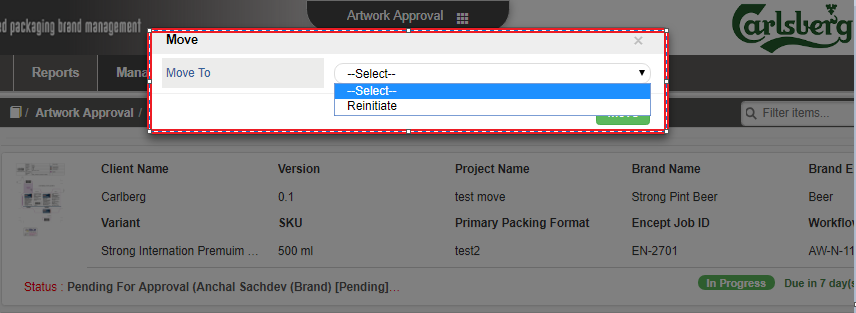 ed packaging brand management
Artwork Approval
Carlsberg
Move ×
Move To --Select--
--Select--
Reinitiate
Reports
/ Artwork Approval /
Filter items...
Client Name Version Project Name Brand Name Brand E
Carlberg 0.1 test move Strong Pint Beer Beer
Variant SKU Primary Packing Format Encept Job ID Workflow
Strong Internation Premuim ... 500 ml test2 EN-2701 AW-N-11
Status : Pending For Approval (Anchal Sachdev (Brand) [Pending]... In Progress Due in 7 day(s